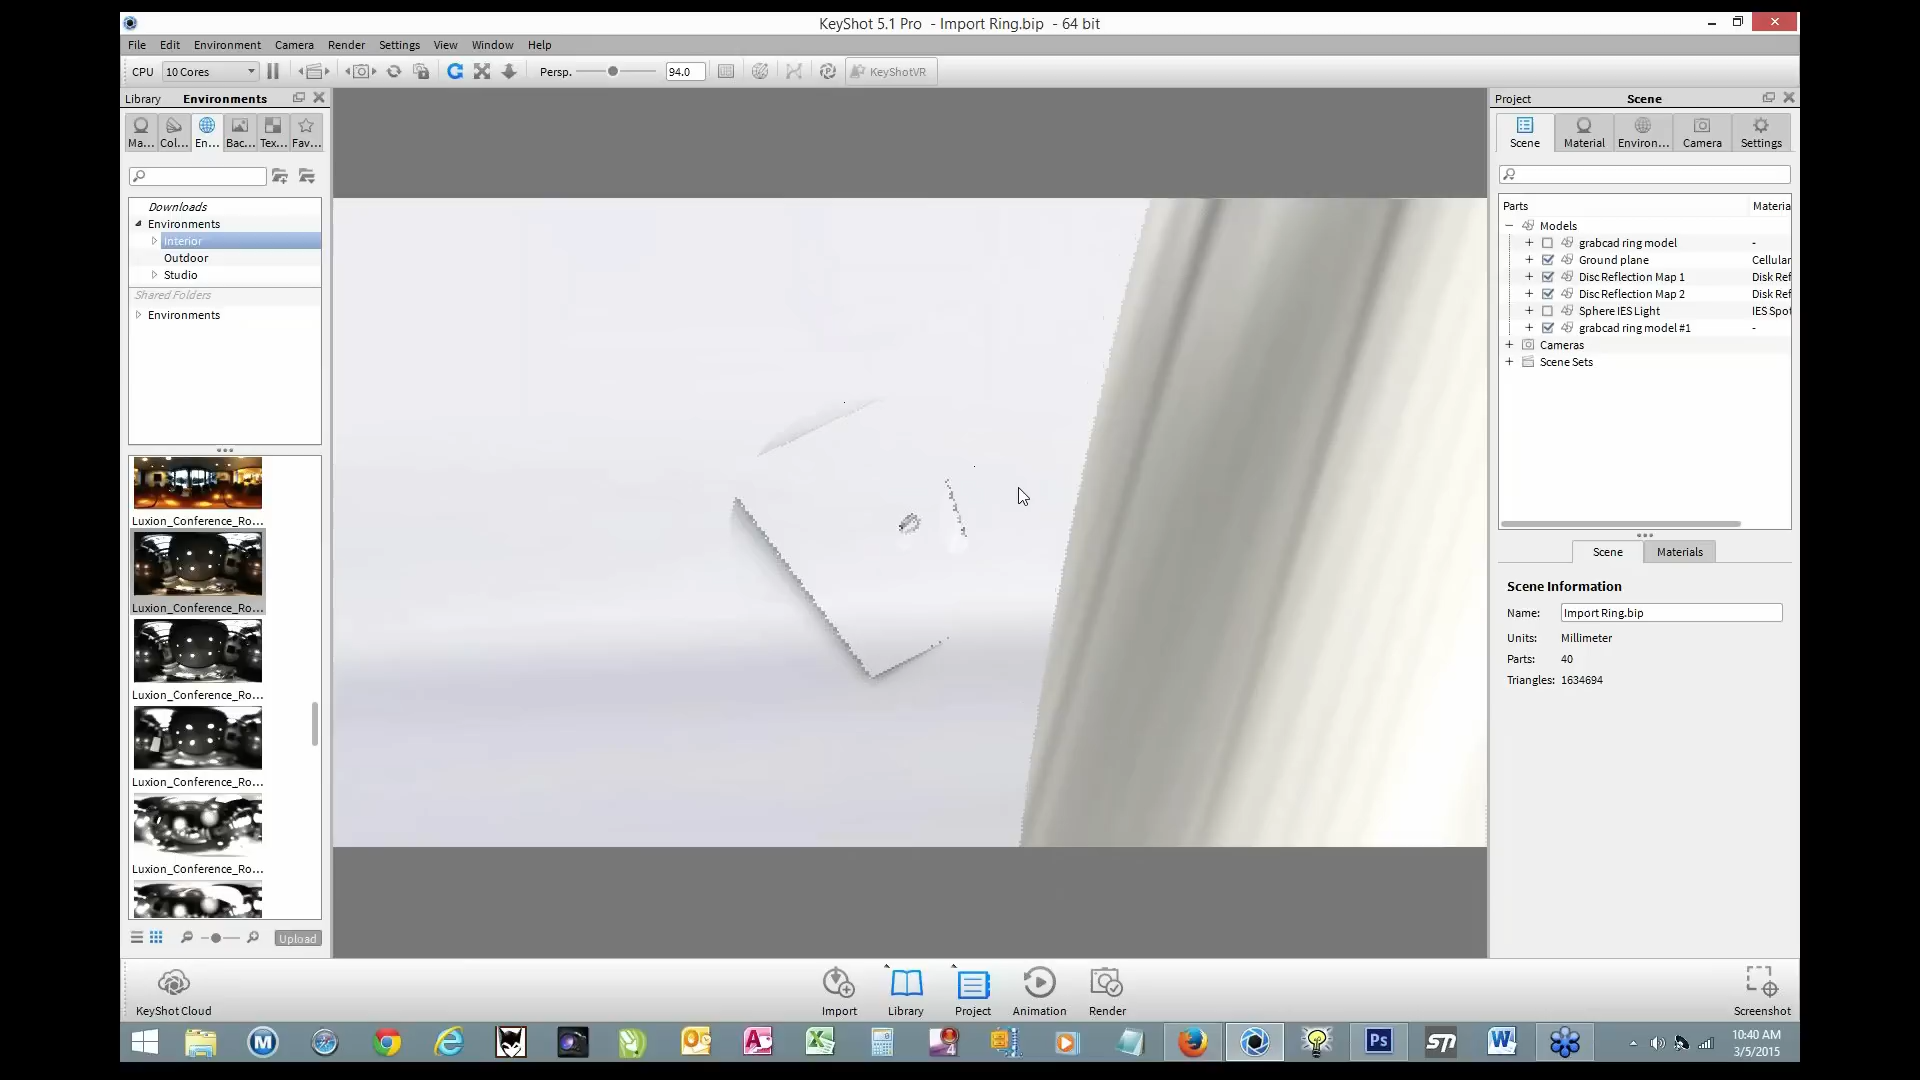 KeyShot 5.1 Pro - Import Ring.bip - 64 bit
File Edit Environment Camera Render Settings View Window Help
CPU 10 Cores Persp. 94.0 KeyShotVR
Library Environments
Ma... Col... En... Bac... Tex... Fav...
Downloads
Environments
Interior
Outdoor
Studio
Shared Folders
Environments
Luxion_Conference_Ro...
Luxion_Conference_Ro...
Luxion_Conference_Ro...
Luxion_Conference_Ro...
Luxion_Conference_Ro...
Upload
Project Scene
Scene Material Environ... Camera Settings
Parts Materia
Models
grabcad ring model -
Ground plane Cellular
Disc Reflection Map 1 Disk Ref
Disc Reflection Map 2 Disk Ref
Sphere IES Light IES Spot
grabcad ring model #1 -
Cameras
Scene Sets
Scene Materials
Scene Information
Name: Import Ring.bip
Units: Millimeter
Parts: 40
Triangles: 1634694
KeyShot Cloud Import Library Project Animation Render Screenshot
10:40 AM
3/5/2015